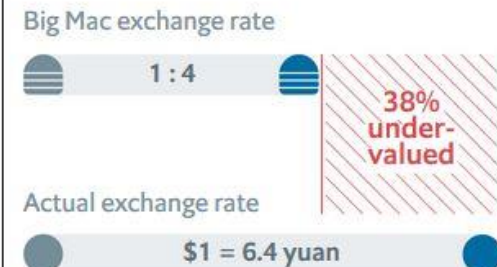 Big Mac exchange rate
1 : 4
38%
under-
valued
Actual exchange rate
$1 = 6.4 yuan